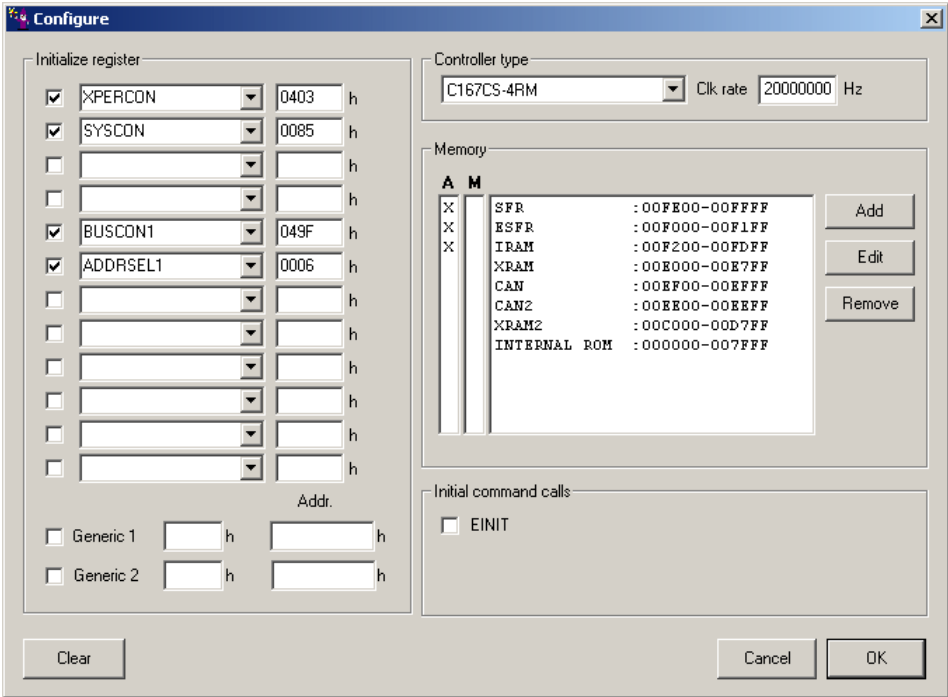 Configure
Initialize register
XPERCON 0403 h
SYSCON 0085 h
h
h
BUSCON1 049F h
ADDRSEL1 0006 h
h
h
h
h
h
h
Addr.
Generic 1 h h
Generic 2 h h
Controller type
C167CS-4RM Clk rate 20000000 Hz
Memory
A M
X SFR :00FE00-00FFFF
X ESFR :00F000-00F1FF
X IRAM :00F200-00FDFF
XRAM :00E000-00E7FF
CAN :00EF00-00EFFF
CAN2 :00EE00-00EEFF
XRAM2 :00C000-00D7FF
INTERNAL ROM :000000-007FFF
Add
Edit
Remove
Initial command calls
EINIT
Clear Cancel OK